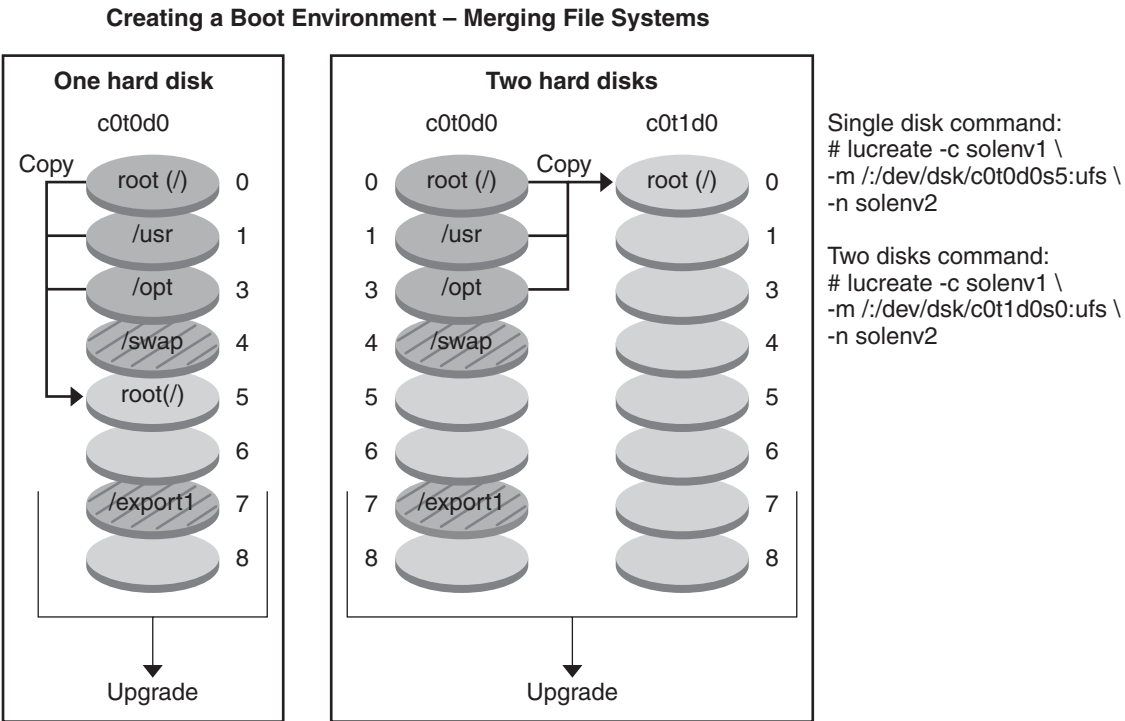 Creating a Boot Environment – Merging File Systems
One hard disk
c0t0d0
Copy
root (/) 0
/usr 1
/opt 3
/swap 4
root(/) 5
6
/export1 7
8
Upgrade
Two hard disks
c0t0d0 c0t1d0
Copy
0 root (/) root (/) 0
1 /usr 1
3 /opt 3
4 /swap 4
5 5
6 6
7 /export1 7
8 8
Upgrade
Single disk command:
# lucreate -c solenv1 \
-m /:/dev/dsk/c0t0d0s5:ufs \
-n solenv2
Two disks command:
# lucreate -c solenv1 \
-m /:/dev/dsk/c0t1d0s0:ufs \
-n solenv2